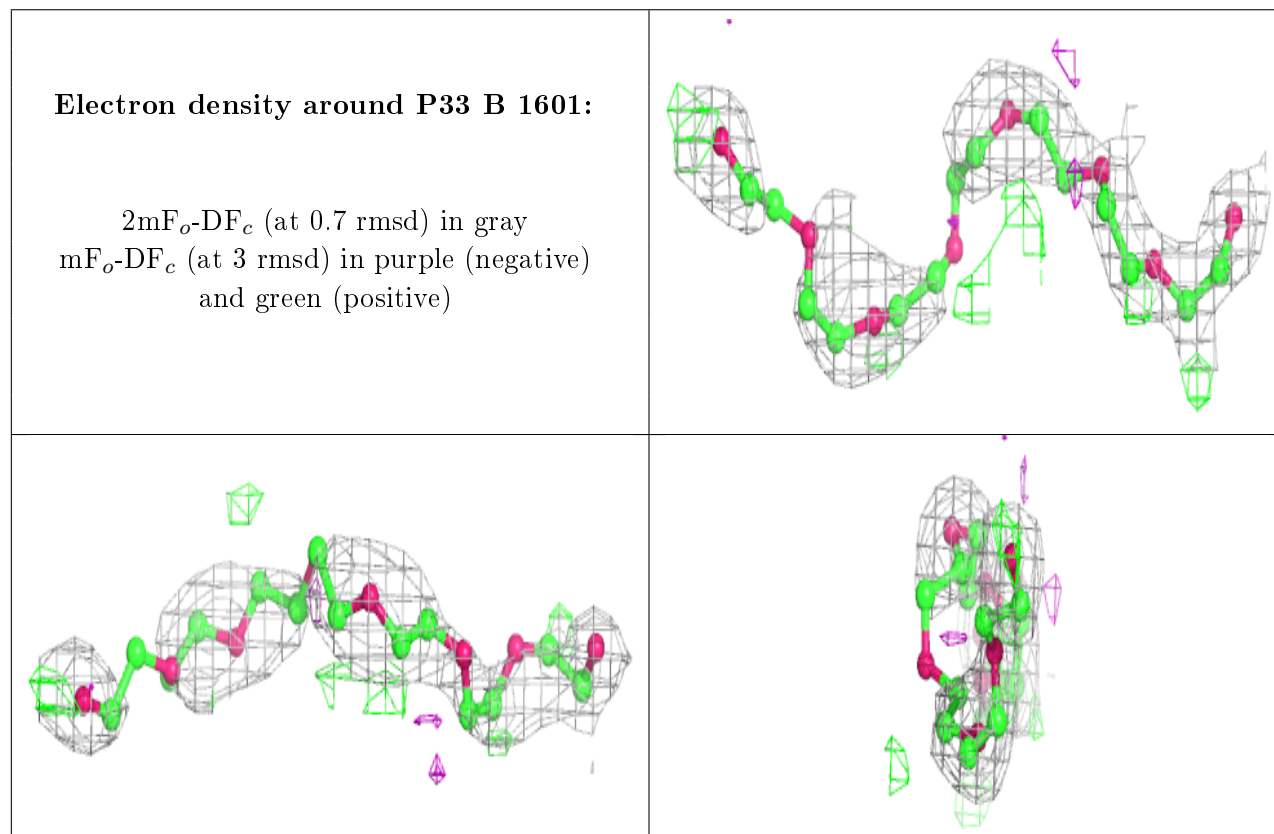 Electron density around P33 B 1601:
2mFₒ-DF𝒸 (at 0.7 rmsd) in gray
mFₒ-DF𝒸 (at 3 rmsd) in purple (negative)
and green (positive)